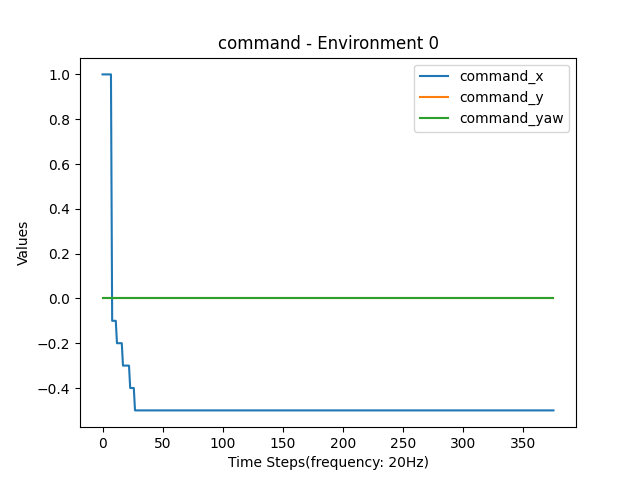 command - Environment 0
command_x
command_y
command_yaw
1.0
0.8
0.6
0.4
0.2
0.0
−0.2
−0.4
Values
0 50 100 150 200 250 300 350
Time Steps(frequency: 20Hz)